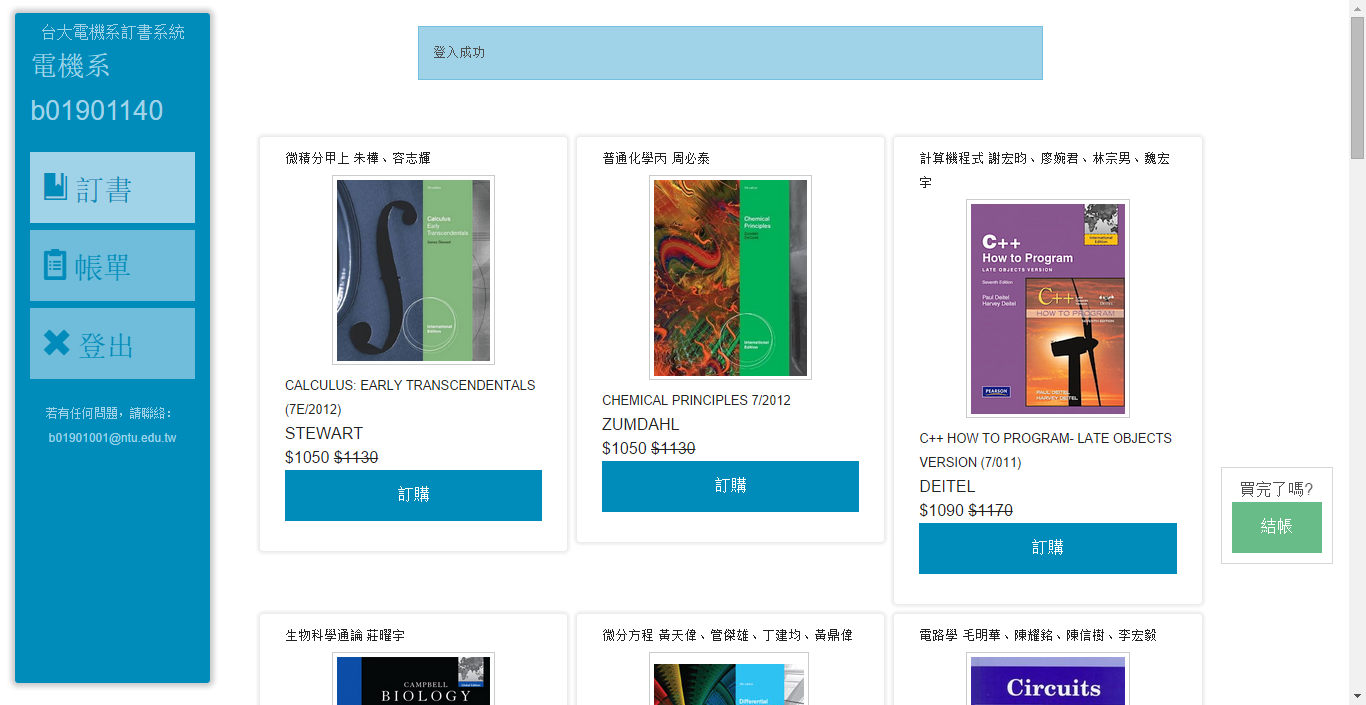 台大電機系訂書系統
電機系
b01901140
訂書
帳單
登出
若有任何問題，請聯絡：
b01901001@ntu.edu.tw
登入成功
微積分甲上 朱樺、容志輝
Calculus
Early
Transcendentals
James Stewart
International
Edition
CALCULUS: EARLY TRANSCENDENTALS
(7E/2012)
STEWART
$1050 $1130
訂購
普通化學丙 周必泰
Chemical
Principles
Zumdahl
International
Edition
CHEMICAL PRINCIPLES 7/2012
ZUMDAHL
$1050 $1130
訂購
計算機程式 謝宏昀、廖婉君、林宗男、魏宏
宇
International
Edition
C++
How to Program
LATE OBJECTS VERSION
Seventh Edition
Paul Deitel
Harvey Deitel
C++
HOW TO PROGRAM
PEARSON
PAUL DEITEL
HARVEY DEITEL
C++ HOW TO PROGRAM- LATE OBJECTS
VERSION (7/011)
DEITEL
$1090 $1170
訂購
買完了嗎?
結帳
生物科學通論 莊曜宇
CAMPBELL
BIOLOGY
微分方程 黃天偉、管傑雄、丁建均、黃鼎偉
Differential
電路學 毛明華、陳耀銘、陳信樹、李宏毅
Circuits